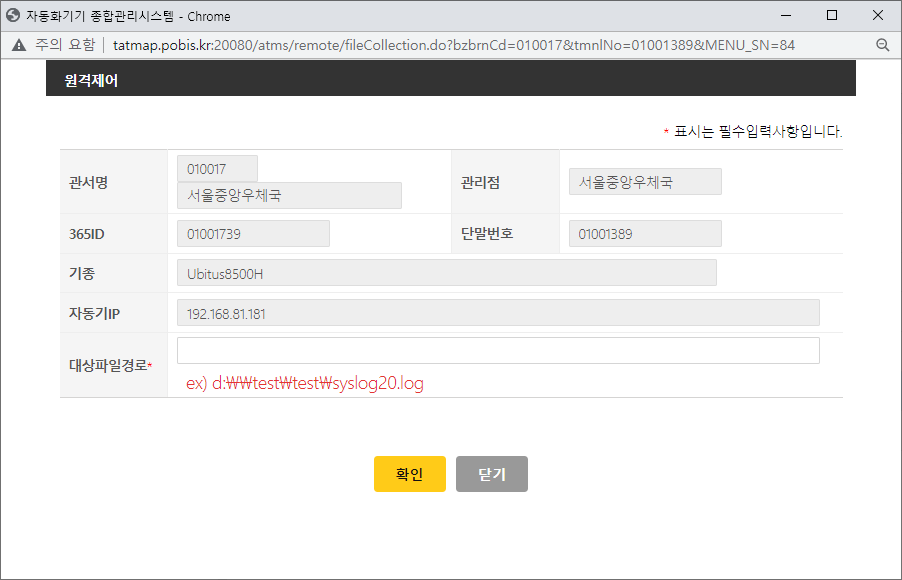 자동화기기 종합관리시스템 - Chrome
주의 요함 | tatmap.pobis.kr:20080/atms/remote/fileCollection.do?bzbrnCd=010017&tmnlNo=01001389&MENU_SN=84
원격제어
* 표시는 필수입력사항입니다.
관서명 010017
서울중앙우체국
관리점 서울중앙우체국
365ID 01001739 단말번호 01001389
기종 Ubitus8500H
자동기IP 192.168.81.181
대상파일경로*
ex) d:₩₩test₩test₩syslog20.log
확인 닫기